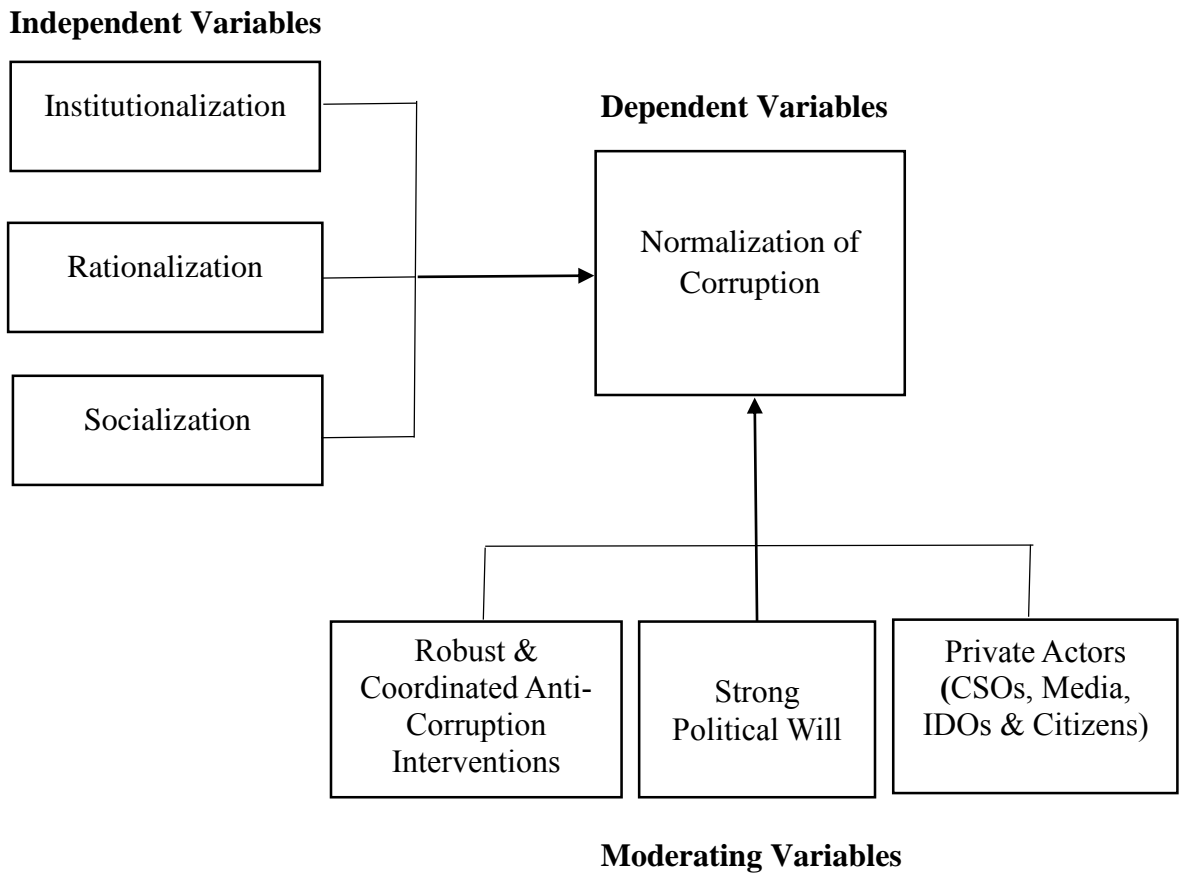 Independent Variables
Institutionalization
Rationalization
Socialization
Dependent Variables
Normalization of
Corruption
Robust &
Coordinated Anti-
Corruption
Interventions
Strong
Political Will
Private Actors
(CSOs, Media,
IDOs & Citizens)
Moderating Variables